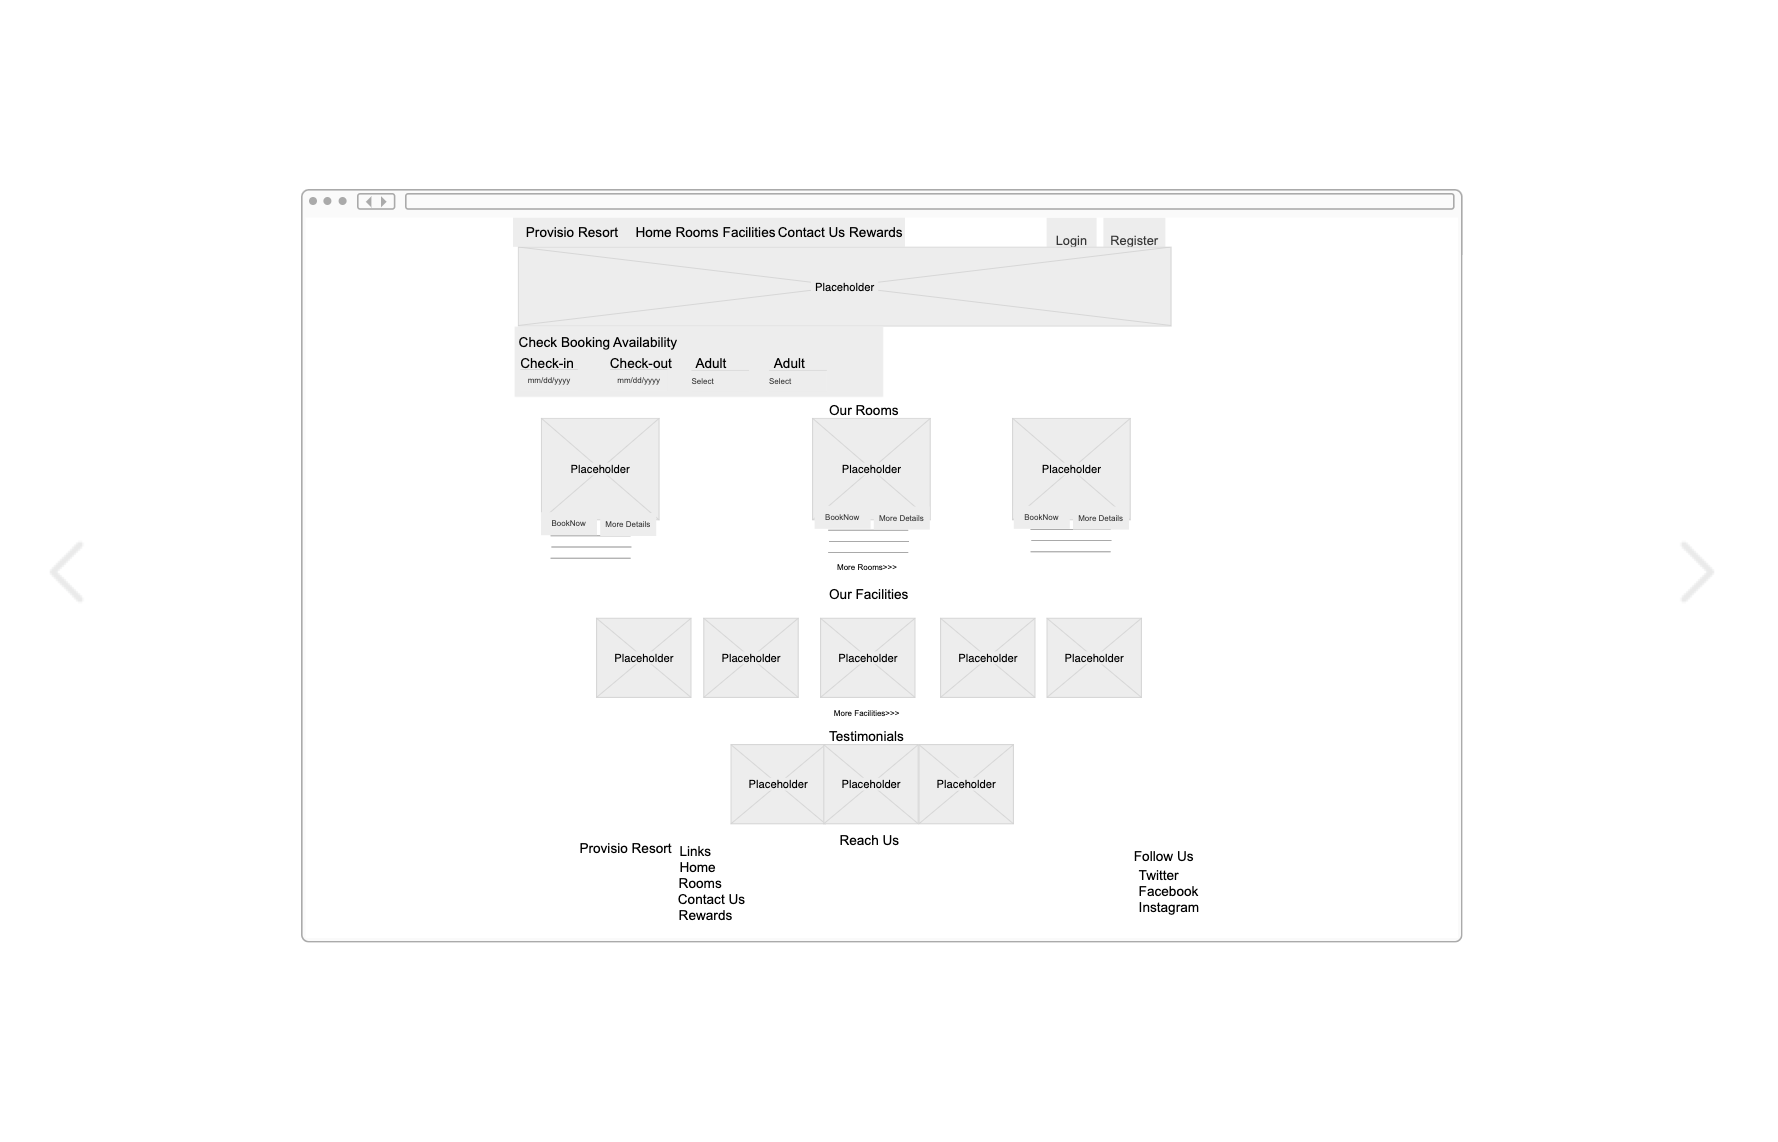 Provisio Resort Home Rooms Facilities Contact Us Rewards
Login Register
Placeholder
Check Booking Availability
Check-in Check-out Adult Adult
mm/dd/yyyy mm/dd/yyyy Select Select
Our Rooms
Placeholder Placeholder Placeholder
BookNow More Details BookNow More Details BookNow More Details
More Rooms>>>
Our Facilities
Placeholder Placeholder Placeholder Placeholder Placeholder
More Facilities>>>
Testimonials
Placeholder Placeholder Placeholder
Reach Us
Provisio Resort
Links
Home
Rooms
Contact Us
Rewards
Follow Us
Twitter
Facebook
Instagram